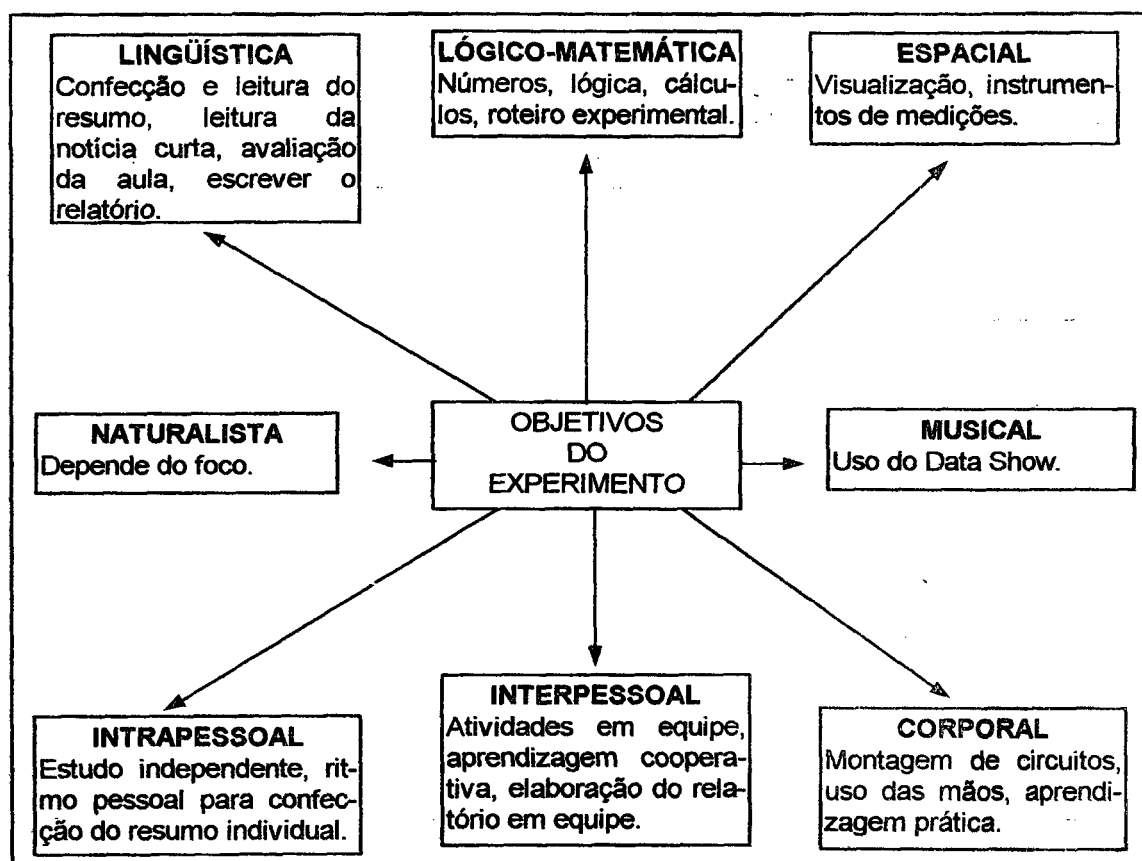 LINGÜÍSTICA
Confecção e leitura do
resumo, leitura da
notícia curta, avaliação
da aula, escrever o
relatório.
LÓGICO-MATEMÁTICA
Números, lógica, cálcu-
los, roteiro experimental.
ESPACIAL
Visualização, instrumen-
tos de medições.
NATURALISTA
Depende do foco.
OBJETIVOS
DO
EXPERIMENTO
MUSICAL
Uso do Data Show.
INTRAPESSOAL
Estudo independente, rit-
mo pessoal para confec-
ção do resumo individual.
INTERPESSOAL
Atividades em equipe,
aprendizagem coopera-
tiva, elaboração do rela-
tório em equipe.
CORPORAL
Montagem de circuitos,
uso das mãos, aprendi-
zagem prática.